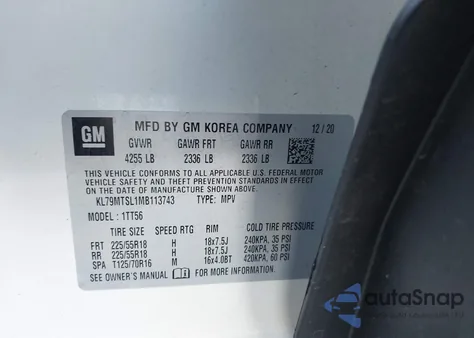 GM
MFD BY GM KOREA COMPANY 12/20
GVWR GAWR FRT GAWR RR
4255 LB 2336 LB 2336 LB
THIS VEHICLE CONFORMS TO ALL APPLICABLE
U.S. FEDERAL MOTOR VEHICLE SAFETY,
BUMPER, AND THEFT PREVENTION STANDARDS
IN EFFECT ON THE DATE OF MANUFACTURE SHOWN ABOVE.
KL79MTSL1MB113743 TYPE: MPV
MODEL: 1TT56
TIRE SIZE RIM COLD TIRE PRESSURE
FRT 225/55R18 H 18x7.5J 240KPA, 35 PSI
RR 225/55R18 H 18x7.5J 240KPA, 35 PSI
SPA T125/70R16 M 16x4.0BT 420KPA, 60 PSI
SEE OWNER'S MANUAL FOR MORE INFORMATION.
autoSnap